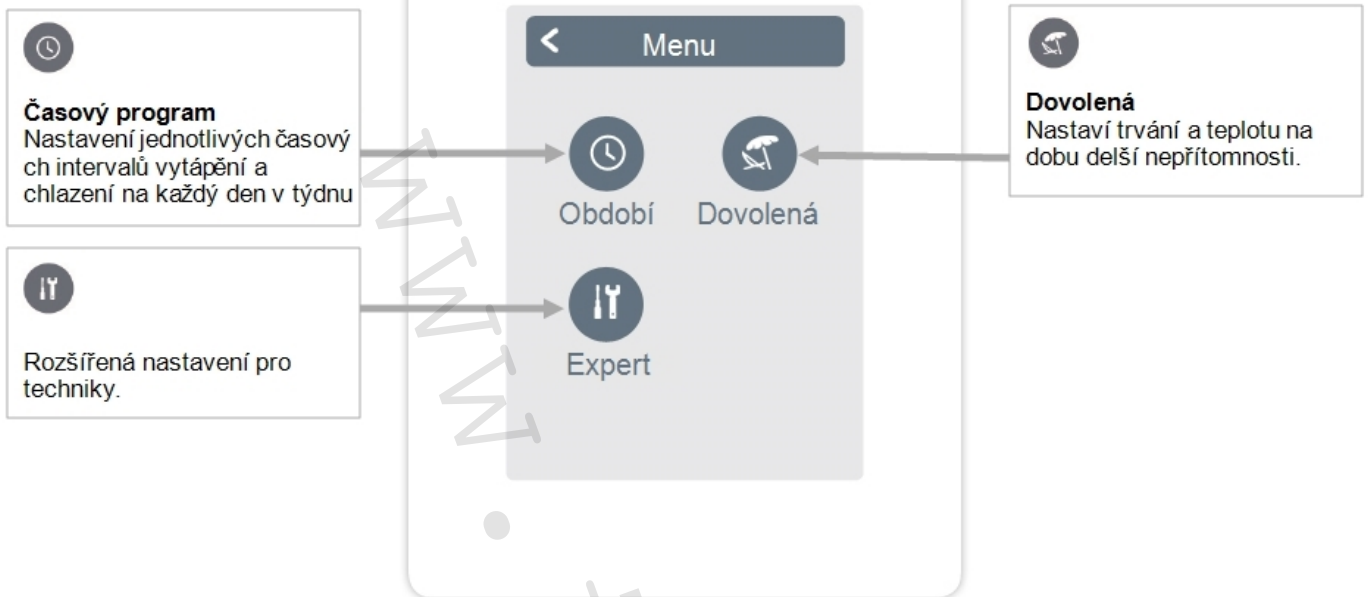 Časový program
Nastavení jednotlivých časový
ch intervalů vytápění a
chlazení na každý den v týdnu
Rozšířená nastavení pro
techniky.
Menu
Období Dovolená
Expert
Dovolená
Nastaví trvání a teplotu na
dobu delší nepřítomnosti.
www.